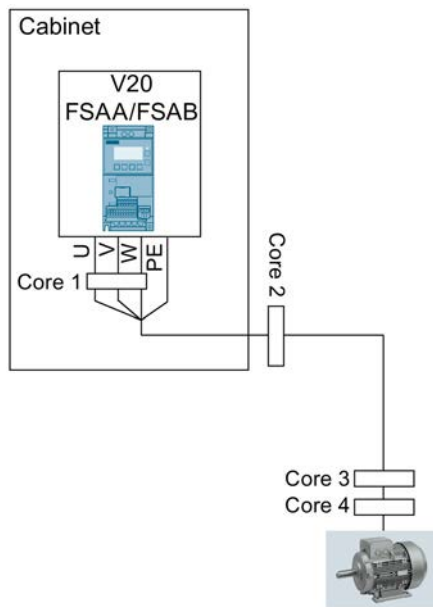 Cabinet
V20
FSAA/FSAB
U
V
W
PE
Core 1
Core 2
Core 3
Core 4